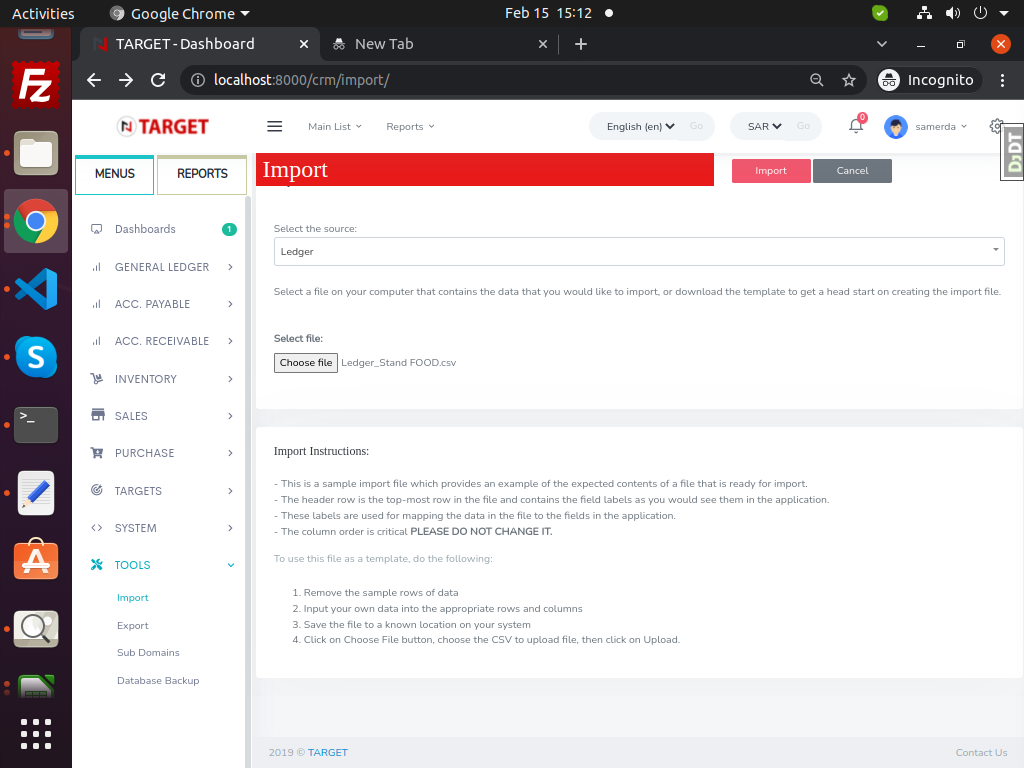 Activities
Google Chrome
Feb 15 15:12
TARGET - Dashboard
New Tab
localhost:8000/crm/import/
Incognito
TARGET
Main List
Reports
English (en)
Go
SAR
Go
0
samerda
DjDT
MENUS
REPORTS
Import
Import
Cancel
Dashboards
1
GENERAL LEDGER
ACC. PAYABLE
ACC. RECEIVABLE
INVENTORY
SALES
PURCHASE
TARGETS
SYSTEM
TOOLS
Import
Export
Sub Domains
Database Backup
Select the source:
Ledger
Select a file on your computer that contains the data that you would like to import, or download the template to get a head start on creating the import file.
Select file:
Choose file Ledger_Stand FOOD.csv
Import Instructions:
- This is a sample import file which provides an example of the expected contents of a file that is ready for import.
- The header row is the top-most row in the file and contains the field labels as you would see them in the application.
- These labels are used for mapping the data in the file to the fields in the application.
- The column order is critical PLEASE DO NOT CHANGE IT.
To use this file as a template, do the following:
1. Remove the sample rows of data
2. Input your own data into the appropriate rows and columns
3. Save the file to a known location on your system
4. Click on Choose File button, choose the CSV to upload file, then click on Upload.
2019 © TARGET
Contact Us